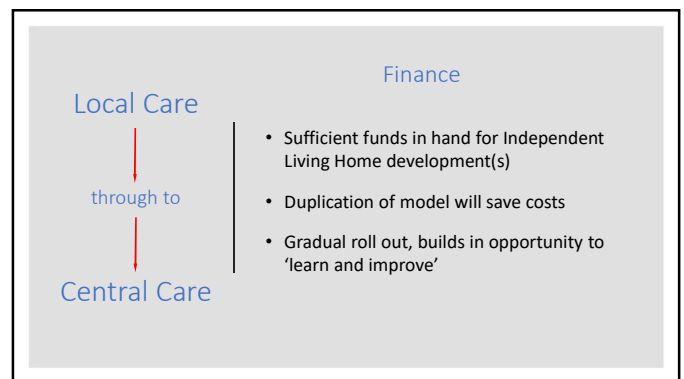 Local Care
through to
Central Care
Finance
• Sufficient funds in hand for Independent
Living Home development(s)
• Duplication of model will save costs
• Gradual roll out, builds in opportunity to
‘learn and improve’